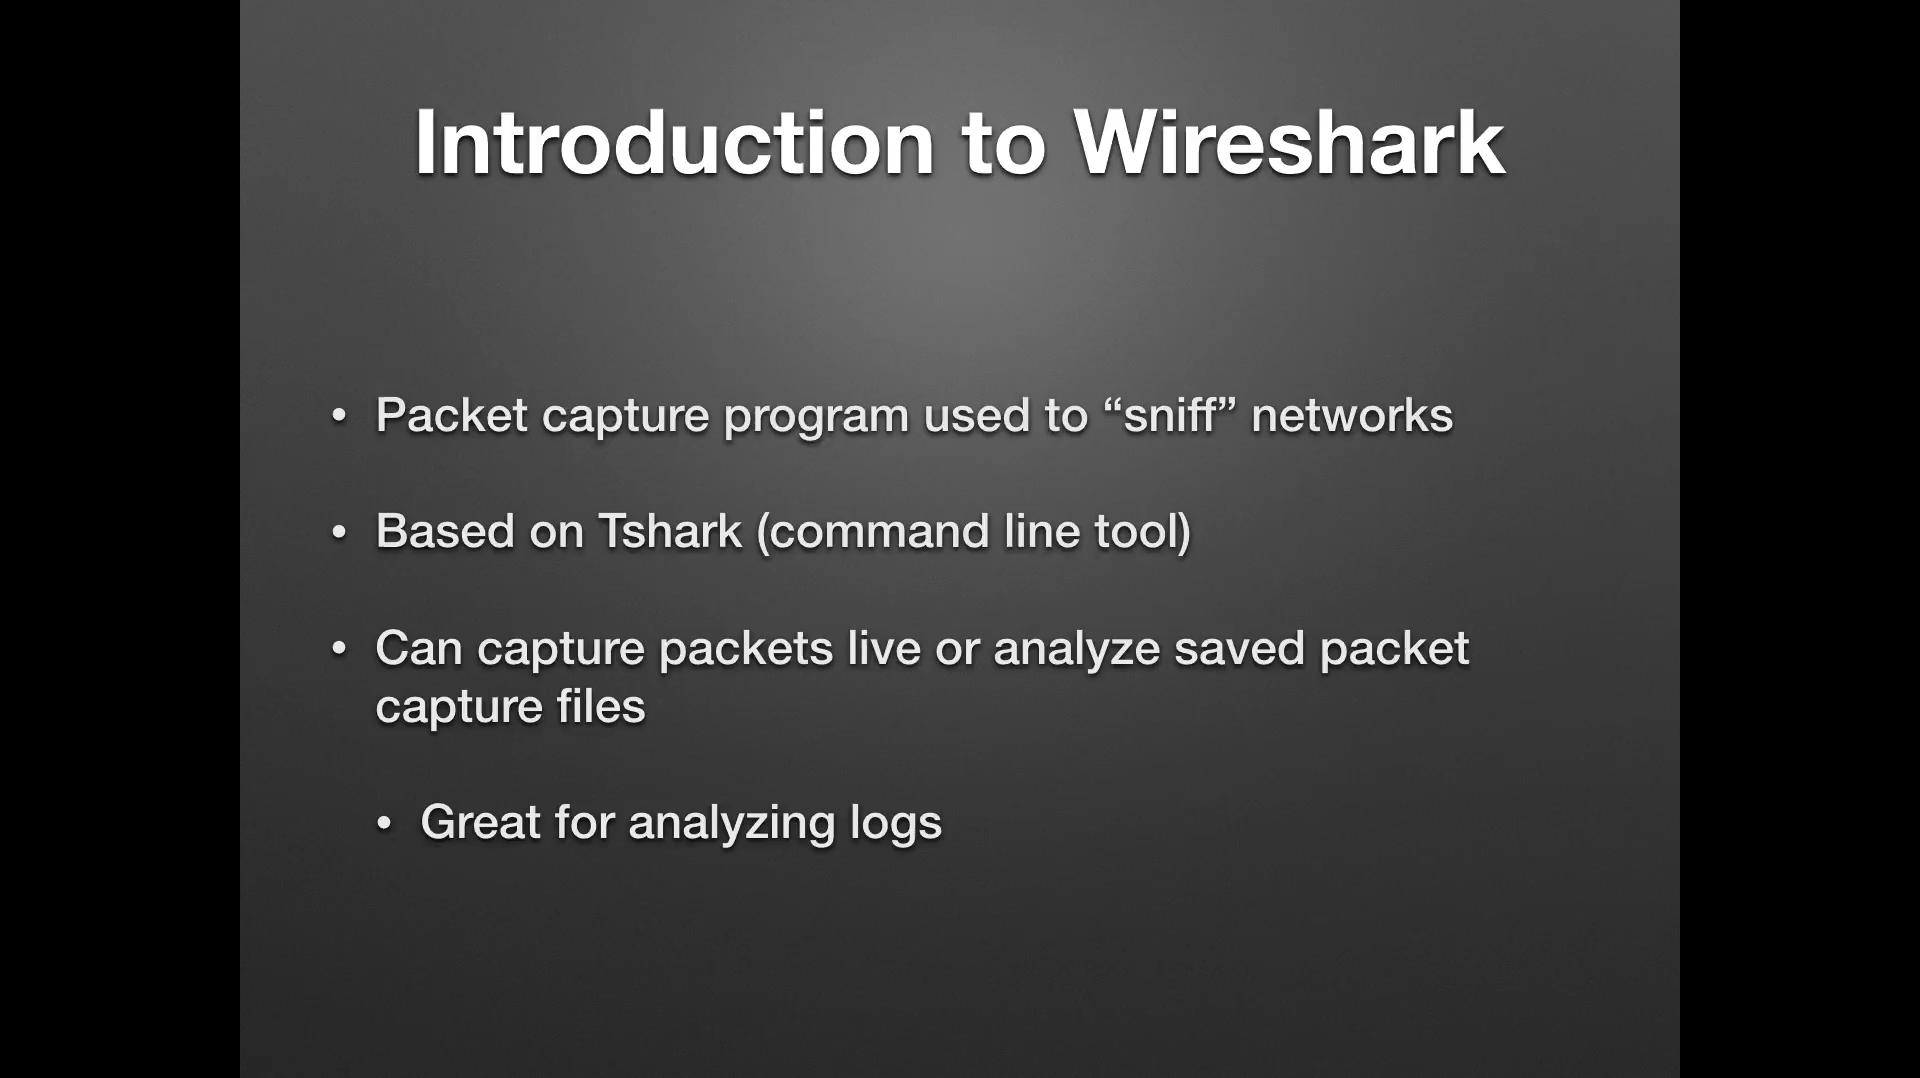 Introduction to Wireshark
• Packet capture program used to “sniff” networks
• Based on Tshark (command line tool)
• Can capture packets live or analyze saved packet
capture files
• Great for analyzing logs